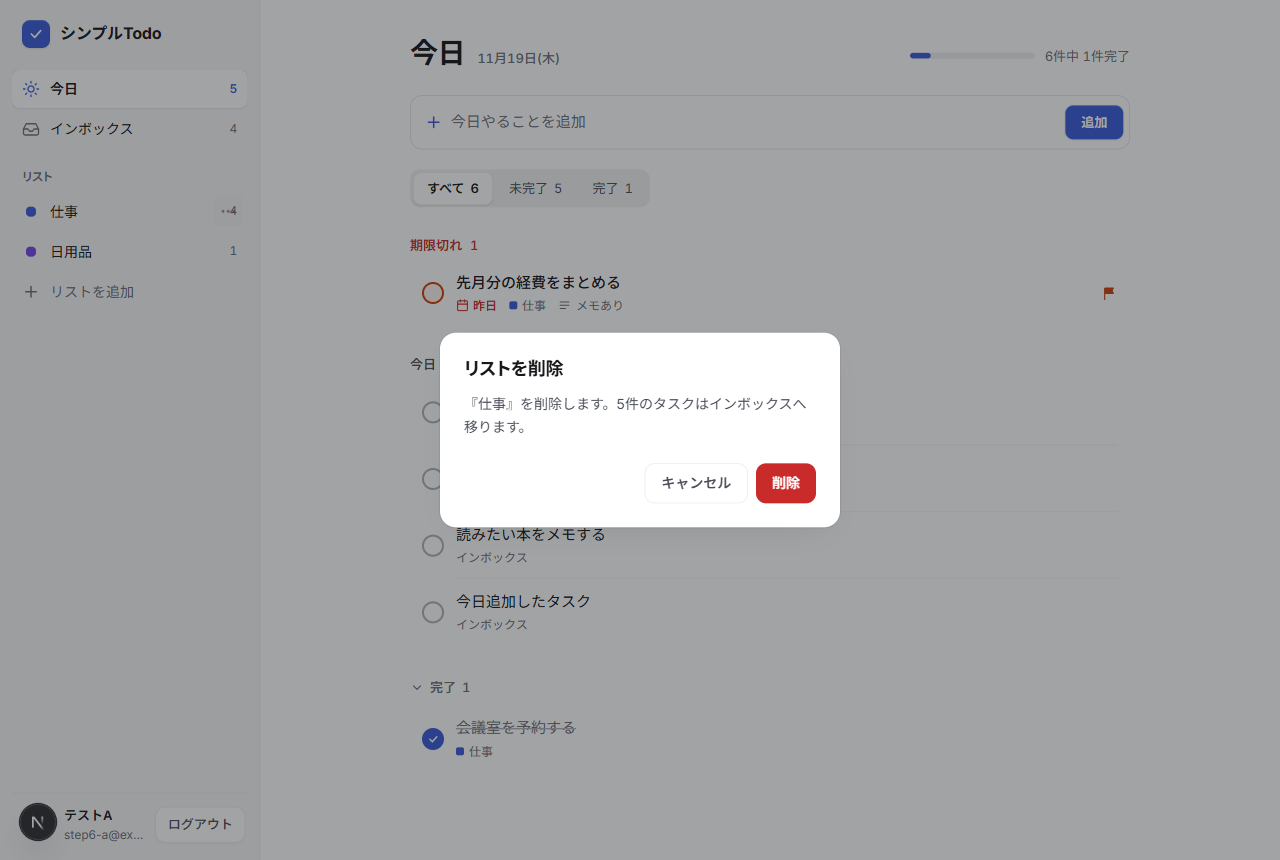 シンプルTodo
今日 5
インボックス 4
リスト
仕事 4
日用品 1
リストを追加
テストA
step6-a@ex...
ログアウト
今日 11月19日(木)
6件中 1件完了
今日やることを追加
追加
すべて 6 未完了 5 完了 1
期限切れ 1
先月分の経費をまとめる
昨日 仕事 メモあり
今日
リストを削除
『仕事』を削除します。5件のタスクはインボックスへ
移ります。
キャンセル 削除
読みたい本をメモする
インボックス
今日追加したタスク
インボックス
完了 1
会議室を予約する
仕事